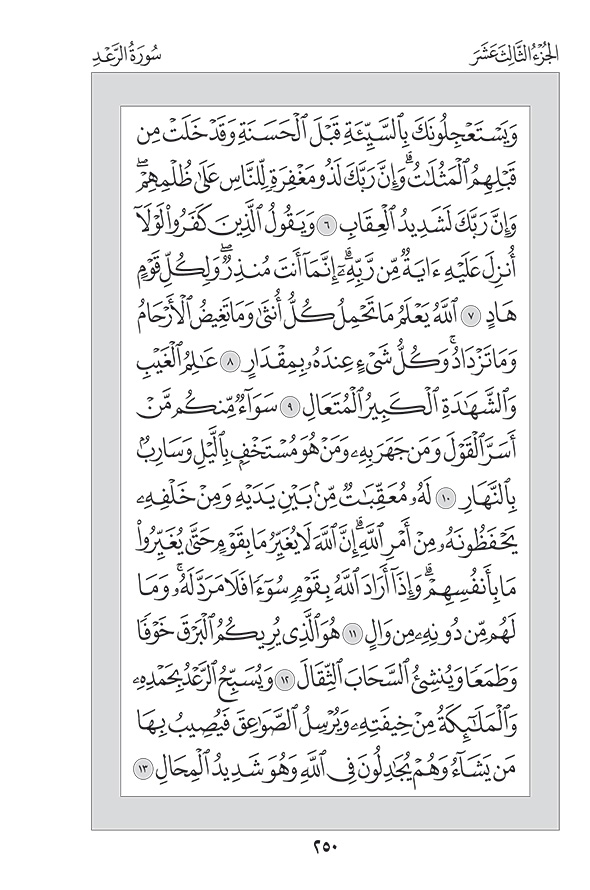 الجُزْءُ الثَّالِثَ عَشَرَ
سُورَةُ الرَّعْدِ
وَيَسْتَعْجِلُونَكَ بِٱلسَّيِّئَةِ قَبْلَ ٱلْحَسَنَةِ وَقَدْ خَلَتْ مِن
قَبْلِهِمُ ٱلْمَثُلَـٰتُۗ وَإِنَّ رَبَّكَ لَذُو مَغْفِرَةٍ لِّلنَّاسِ عَلَىٰ ظُلْمِهِمْۖ
وَإِنَّ رَبَّكَ لَشَدِيدُ ٱلْعِقَابِ ٦ وَيَقُولُ ٱلَّذِينَ كَفَرُوا۟ لَوْلَآ
أُنزِلَ عَلَيْهِ ءَايَةٌ مِّن رَّبِّهِۦٓۗ إِنَّمَآ أَنتَ مُنذِرٌۖ وَلِكُلِّ قَوْمٍ
هَادٍ ٧ ٱللَّهُ يَعْلَمُ مَا تَحْمِلُ كُلُّ أُنثَىٰ وَمَا تَغِيضُ ٱلْأَرْحَامُ
وَمَا تَزْدَادُۚ وَكُلُّ شَىْءٍ عِندَهُۥ بِمِقْدَارٍ ٨ عَـٰلِمُ ٱلْغَيْبِ
وَٱلشَّهَـٰدَةِ ٱلْكَبِيرُ ٱلْمُتَعَالِ ٩ سَوَآءٌ مِّنكُم مَّنْ
أَسَرَّ ٱلْقَوْلَ وَمَن جَهَرَ بِهِۦ وَمَنْ هُوَ مُسْتَخْفٍۭ بِٱلَّيْلِ وَسَارِبٌۢ
بِٱلنَّهَارِ ١٠ لَهُۥ مُعَقِّبَـٰتٌ مِّنۢ بَيْنِ يَدَيْهِ وَمِنْ خَلْفِهِۦ
يَحْفَظُونَهُۥ مِنْ أَمْرِ ٱللَّهِۗ إِنَّ ٱللَّهَ لَا يُغَيِّرُ مَا بِقَوْمٍ حَتَّىٰ يُغَيِّرُوا۟
مَا بِأَنفُسِهِمْۗ وَإِذَآ أَرَادَ ٱللَّهُ بِقَوْمٍ سُوٓءًا فَلَا مَرَدَّ لَهُۥۚ وَمَا
لَهُم مِّن دُونِهِۦ مِن وَالٍ ١١ هُوَ ٱلَّذِى يُرِيكُمُ ٱلْبَرْقَ خَوْفًا
وَطَمَعًا وَيُنشِئُ ٱلسَّحَابَ ٱلثِّقَالَ ١٢ وَيُسَبِّحُ ٱلرَّعْدُ بِحَمْدِهِۦ
وَٱلْمَلَـٰٓئِكَةُ مِنْ خِيفَتِهِۦ وَيُرْسِلُ ٱلصَّوَٰعِقَ فَيُصِيبُ بِهَا
مَن يَشَآءُ وَهُمْ يُجَـٰدِلُونَ فِى ٱللَّهِ وَهُوَ شَدِيدُ ٱلْمِحَالِ ١٣
٢٥٠